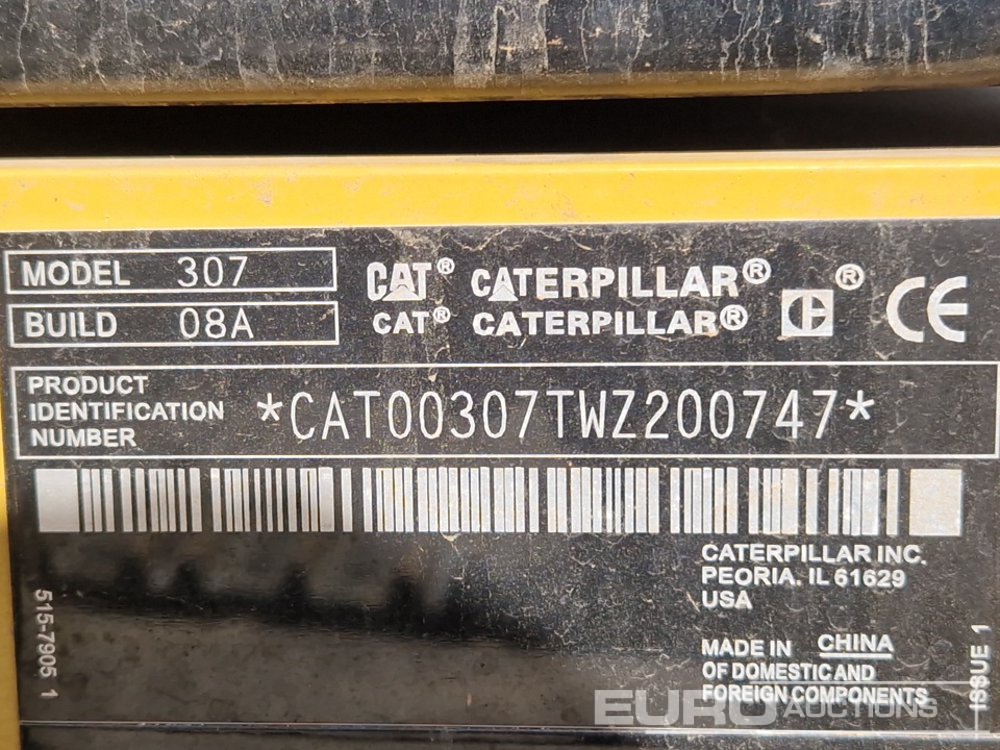 MODEL 307
BUILD 08A
CAT® CATERPILLAR®
CAT® CATERPILLAR®
®
CE
PRODUCT
IDENTIFICATION
NUMBER
*CAT00307TWZ200747*
CATERPILLAR INC.
PEORIA, IL 61629
USA
MADE IN CHINA
OF DOMESTIC AND
FOREIGN COMPONENTS
515-7905 1
ISSUE 1
EURO AUCTIONS